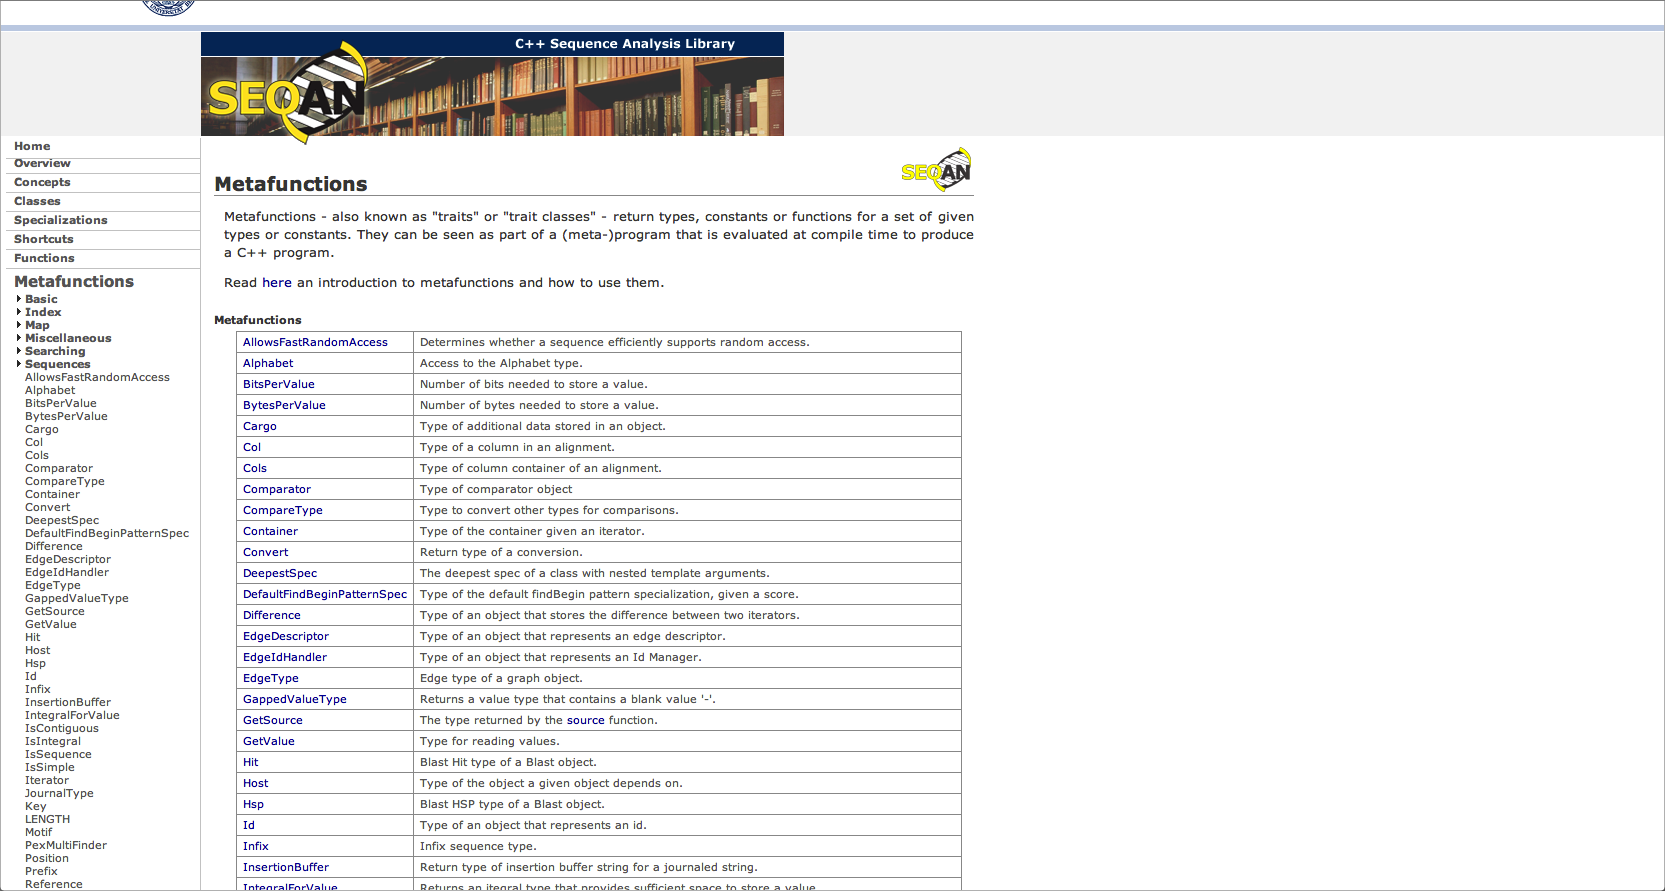 C++ Sequence Analysis Library
SEQAN
Home
Overview
Concepts
Classes
Specializations
Shortcuts
Functions
Metafunctions
Basic
Index
Map
Miscellaneous
Searching
Sequences
AllowsFastRandomAccess
Alphabet
BitsPerValue
BytesPerValue
Cargo
Col
Cols
Comparator
CompareType
Container
Convert
DeepestSpec
DefaultFindBeginPatternSpec
Difference
EdgeDescriptor
EdgeIdHandler
EdgeType
GappedValueType
GetSource
GetValue
Hit
Host
Hsp
Id
Infix
InsertionBuffer
IntegralForValue
IsContiguous
IsIntegral
IsSequence
IsSimple
Iterator
JournalType
Key
LENGTH
Motif
PexMultiFinder
Position
Prefix
Reference
SEQAN
Metafunctions
Metafunctions - also known as "traits" or "trait classes" - return types, constants or functions for a set of given
types or constants. They can be seen as part of a (meta-)program that is evaluated at compile time to produce
a C++ program.
Read here an introduction to metafunctions and how to use them.
Metafunctions
AllowsFastRandomAccess Determines whether a sequence efficiently supports random access.
Alphabet Access to the Alphabet type.
BitsPerValue Number of bits needed to store a value.
BytesPerValue Number of bytes needed to store a value.
Cargo Type of additional data stored in an object.
Col Type of a column in an alignment.
Cols Type of column container of an alignment.
Comparator Type of comparator object
CompareType Type to convert other types for comparisons.
Container Type of the container given an iterator.
Convert Return type of a conversion.
DeepestSpec The deepest spec of a class with nested template arguments.
DefaultFindBeginPatternSpec Type of the default findBegin pattern specialization, given a score.
Difference Type of an object that stores the difference between two iterators.
EdgeDescriptor Type of an object that represents an edge descriptor.
EdgeIdHandler Type of an object that represents an Id Manager.
EdgeType Edge type of a graph object.
GappedValueType Returns a value type that contains a blank value '-'.
GetSource The type returned by the source function.
GetValue Type for reading values.
Hit Blast Hit type of a Blast object.
Host Type of the object a given object depends on.
Hsp Blast HSP type of a Blast object.
Id Type of an object that represents an id.
Infix Infix sequence type.
InsertionBuffer Return type of insertion buffer string for a journaled string.
IntegralForValue Returns an itegral type that provides sufficient space to store a value.